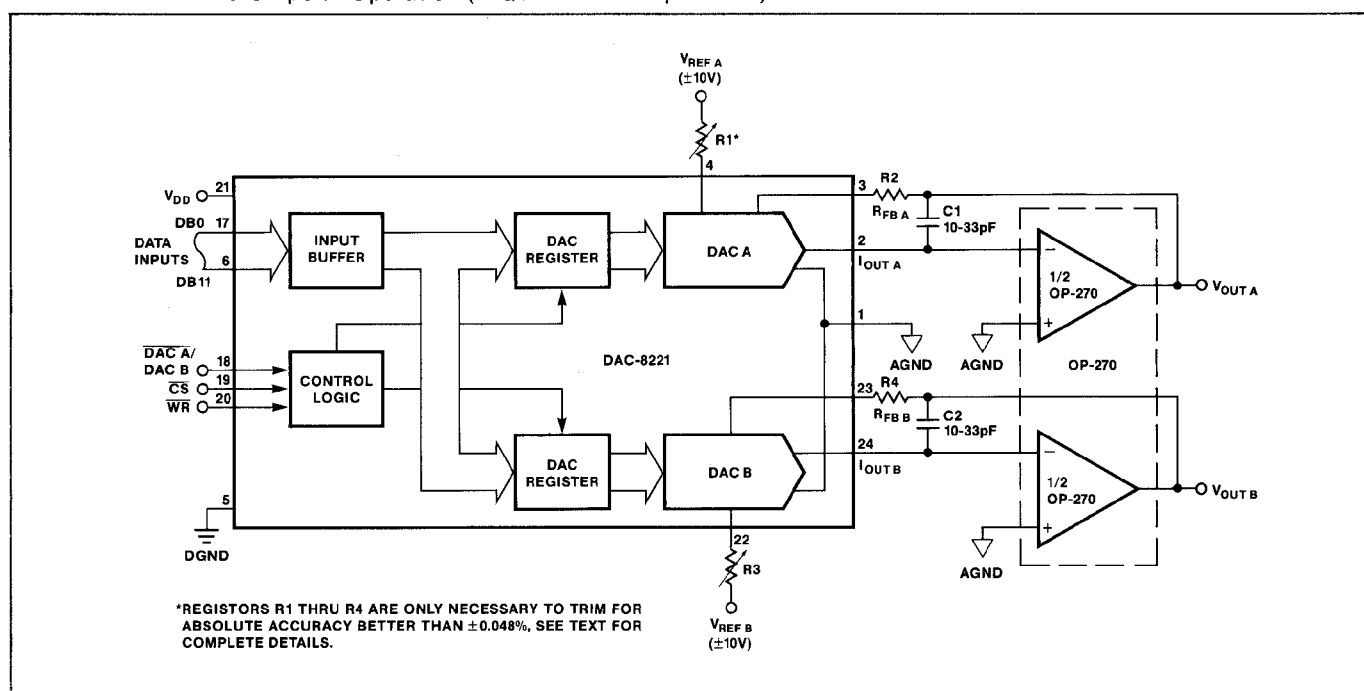 Operation (
V_REF A
(±10V)
R1*
4
V_DD 21
DB0 17
DATA
INPUTS
6
DB11
INPUT
BUFFER
DAC
REGISTER
DAC A
3 R2
R_FB A
C1
10-33pF
2
I_OUT A
1/2
OP-270
−
+
V_OUT A
1
AGND
AGND
OP-270
DAC-8221
DAC A/
DAC B 18
CS 19
WR 20
CONTROL
LOGIC
23 R4
R_FB B
C2
10-33pF
24
I_OUT B
DAC
REGISTER
DAC B
1/2
OP-270
−
+
V_OUT B
AGND
5
DGND
22
R3
V_REF B
(±10V)
*REGISTORS R1 THRU R4 ARE ONLY NECESSARY TO TRIM FOR
ABSOLUTE ACCURACY BETTER THAN ±0.048%, SEE TEXT FOR
COMPLETE DETAILS.